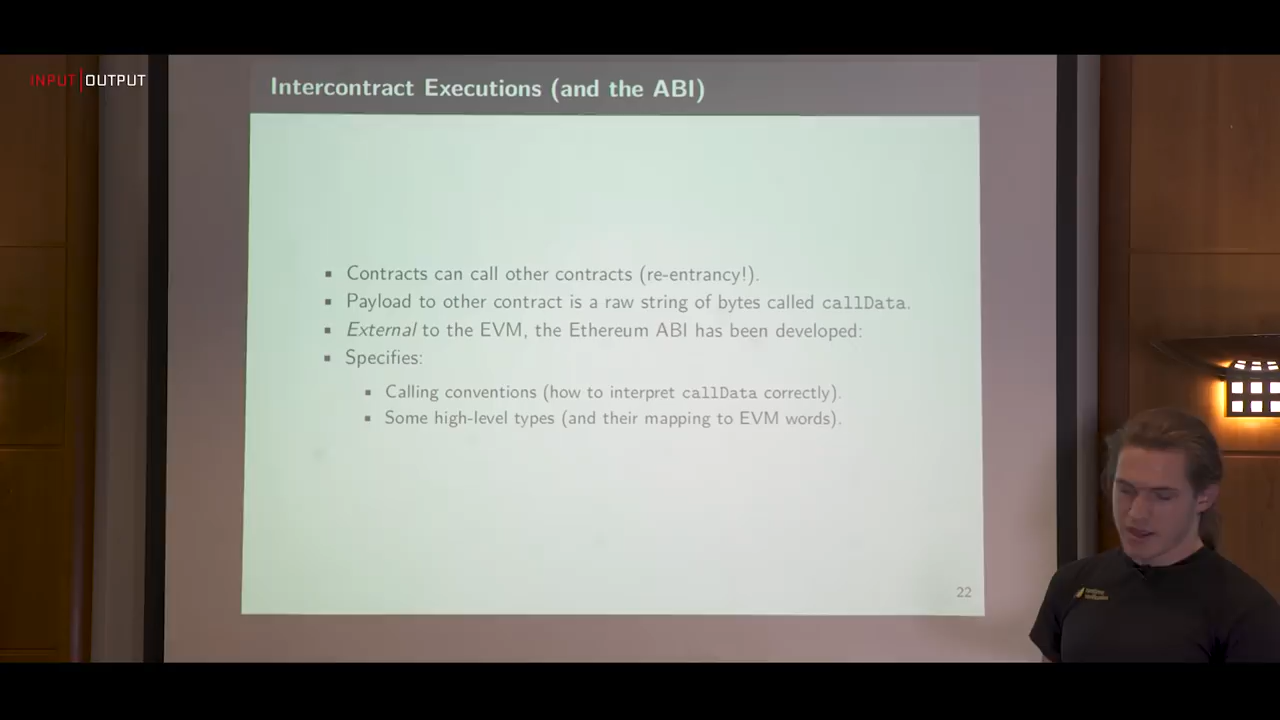 INPUT|OUTPUT
Intercontract Executions (and the ABI)
▪ Contracts can call other contracts (re-entrancy!).
▪ Payload to other contract is a raw string of bytes called callData.
▪ External to the EVM, the Ethereum ABI has been developed:
▪ Specifies:
▪ Calling conventions (how to interpret callData correctly).
▪ Some high-level types (and their mapping to EVM words).
22